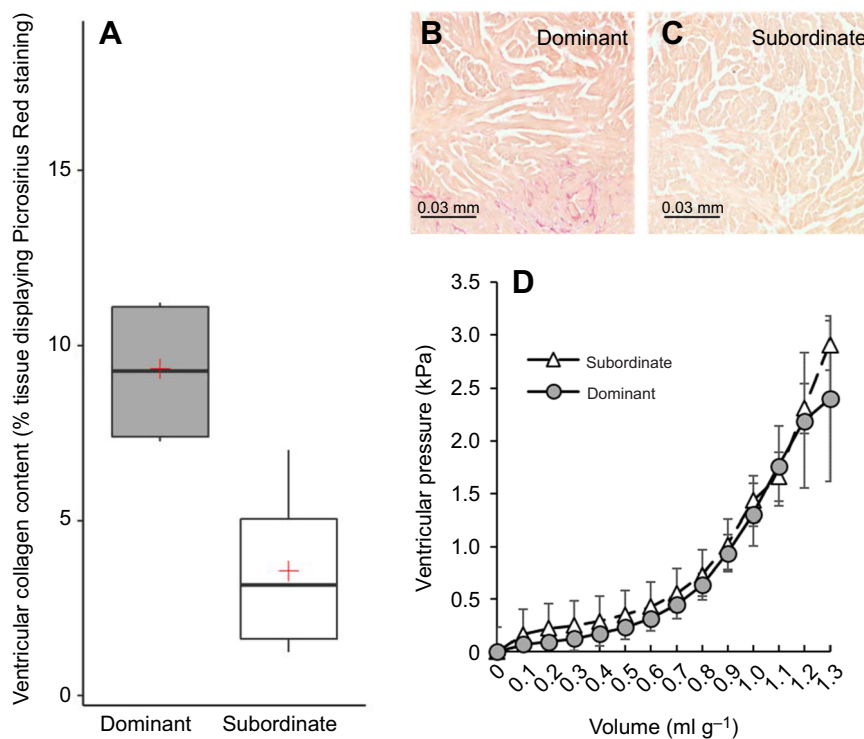 A
Ventricular collagen content (% tissue displaying Picrosirius Red staining)
15
10
5
0
Dominant
Subordinate
B
Dominant
0.03 mm
C
Subordinate
0.03 mm
D
Ventricular pressure (kPa)
3.5
3.0
2.5
2.0
1.5
1.0
0.5
0
Subordinate
Dominant
0 0.1 0.2 0.3 0.4 0.5 0.6 0.7 0.8 0.9 1.0 1.1 1.2 1.3
Volume (ml g⁻¹)